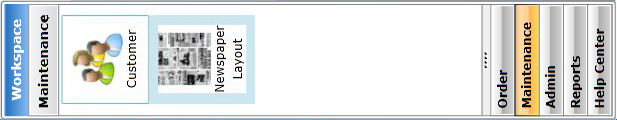 Workspace
Maintenance
Customer
Newspaper
Layout
Order
Maintenance
Admin
Reports
Help Center